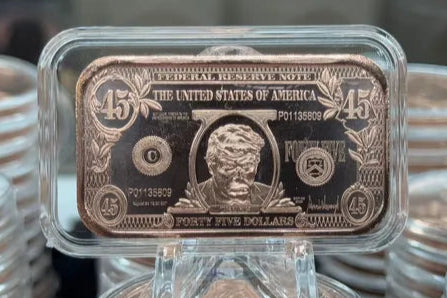 FEDERAL RESERVE NOTE
THE UNITED STATES OF AMERICA
45
45
P01135809
C
FORTY FIVE
P01135809
45
45
FORTY FIVE DOLLARS